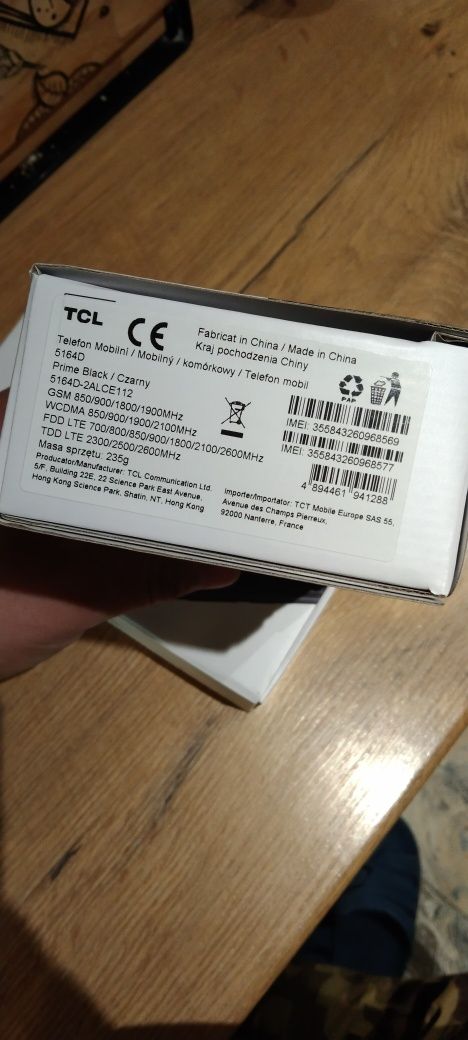 TCL CE
Fabricat in China / Made in China
Kraj pochodzenia Chiny
Telefon Mobilni / Mobilný / komórkowy / Telefon mobil
5164D
Prime Black / Czarny
5164D-2ALCE112
GSM 850/900/1800/1900MHz
WCDMA 850/900/1900/2100MHz
FDD LTE 700/800/850/900/1800/2100/2600MHz
TDD LTE 2300/2500/2600MHz
Masa sprzętu: 235g
Producator/Manufacturer: TCL Communication Ltd.
5/F, Building 22E, 22 Science Park East Avenue,
Hong Kong Science Park, Shatin, NT. Hong Kong
PAP
IMEI: 355843260968569
IMEI: 355843260968577
4 894461 941288
Importer/Importator: TCT Mobile Europe SAS 55,
Avenue des Champs Pierreux,
92000 Nanterre, France